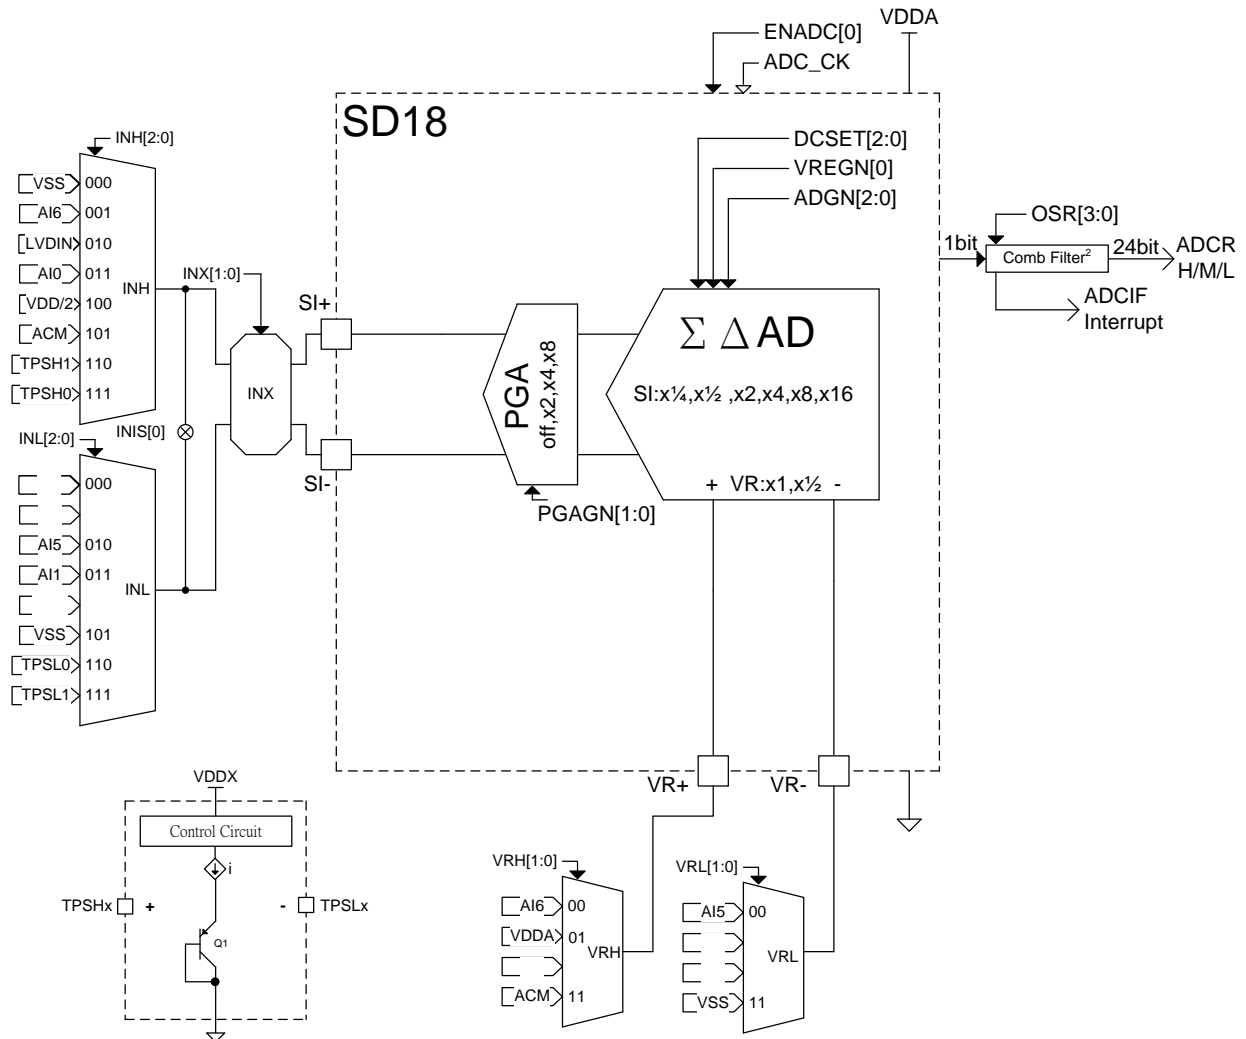 ENADC[0]
VDDA
ADC_CK
SD18
INH[2:0]
DCSET[2:0]
VREGN[0]
ADGN[2:0]
VSS 000
AI6 001
LVDIN 010
AI0 011
VDD/2 100
ACM 101
TPSH1 110
TPSH0 111
INH
INX[1:0]
SI+
OSR[3:0]
1bit
Comb Filter²
24bit
ADCR
H/M/L
ADCIF
Interrupt
PGA
off,x2,x4,x8
Σ Δ AD
SI:x¼,x½ ,x2,x4,x8,x16
INX
INIS[0]
INL[2:0]
SI-
+ VR:x1,x½ -
PGAGN[1:0]
000
AI5 010
AI1 011
VSS 101
TPSL0 110
TPSL1 111
INL
VR+
VR-
VDDX
Control Circuit
i
TPSHx
+
-
TPSLx
Q1
VRH[1:0]
AI6 00
VDDA 01
ACM 11
VRH
VRL[1:0]
AI5 00
VSS 11
VRL